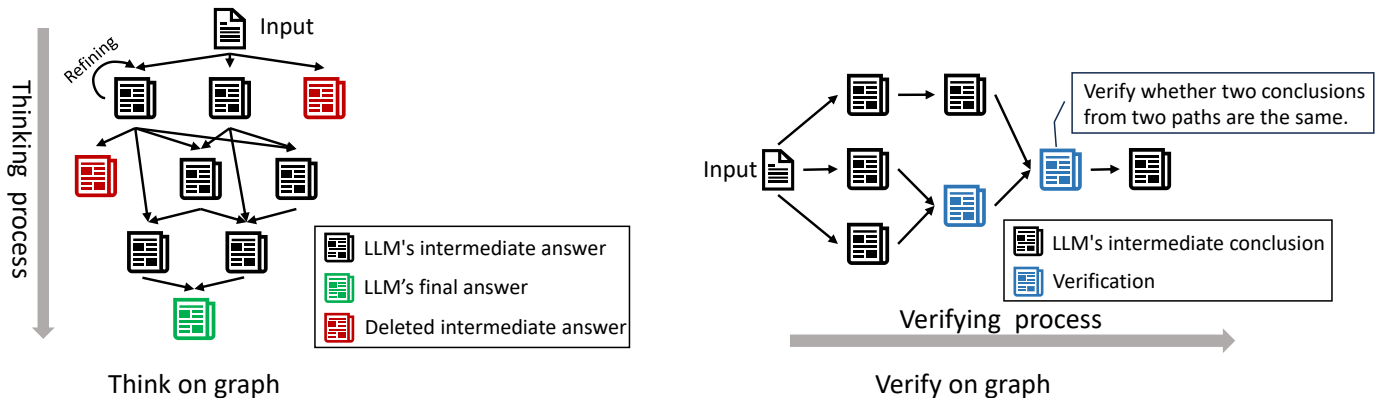 Input
Refining
Thinking process
LLM's intermediate answer
LLM's final answer
Deleted intermediate answer
Think on graph
Verify whether two conclusions
from two paths are the same.
Input
LLM's intermediate conclusion
Verification
Verifying process
Verify on graph